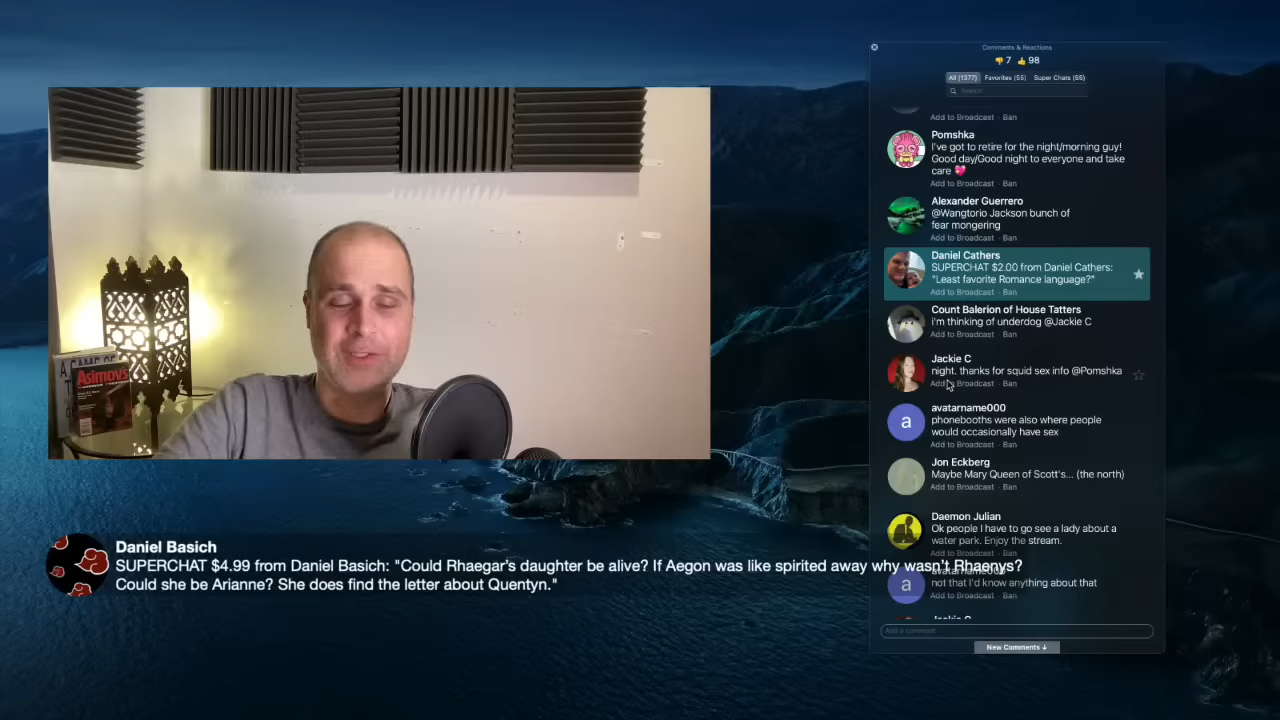 Comments & Reactions
👎 7 👍 98
All (1377) Favorites (55) Super Chats (55)
Search
Add to Broadcast · Ban
Pomshka
I've got to retire for the night/morning guy!
Good day/Good night to everyone and take
care 💖
Add to Broadcast · Ban
Alexander Guerrero
@Wangtorio Jackson bunch of
fear mongering
Add to Broadcast · Ban
Daniel Cathers
SUPERCHAT $2.00 from Daniel Cathers:
"Least favorite Romance language?"
Add to Broadcast · Ban
Count Balerion of House Tatters
i'm thinking of underdog @Jackie C
Add to Broadcast · Ban
Jackie C
night. thanks for squid sex info @Pomshka
Add to Broadcast · Ban
avatarname000
a
phonebooths were also where people
would occasionally have sex
Add to Broadcast · Ban
Jon Eckberg
Maybe Mary Queen of Scott's... (the north)
Add to Broadcast · Ban
Daemon Julian
Ok people I have to go see a lady about a
water park. Enjoy the stream.
Add to Broadcast · Ban
avatarname000
a
not that I'd know anything about that
Add to Broadcast · Ban
Jackie C
Add a comment
New Comments ↓
A GAME OF
Asimov's
Daniel Basich
SUPERCHAT $4.99 from Daniel Basich: "Could Rhaegar's daughter be alive? If Aegon was like spirited away why wasn't Rhaenys?
Could she be Arianne? She does find the letter about Quentyn."